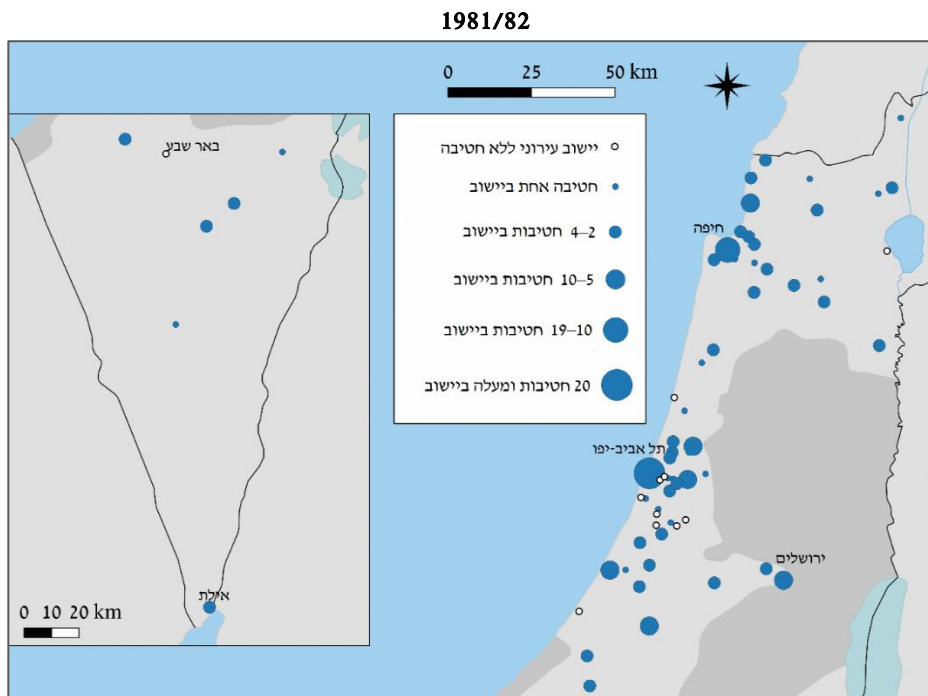 1981/82
0 25 50 km
יישוב עירוני ללא חטיבה
חטיבה אחת ביישוב
4–2 חטיבות ביישוב
10–5 חטיבות ביישוב
19–10 חטיבות ביישוב
20 חטיבות ומעלה ביישוב
באר שבע
חיפה
תל אביב-יפו
ירושלים
אילת
0 10 20 km